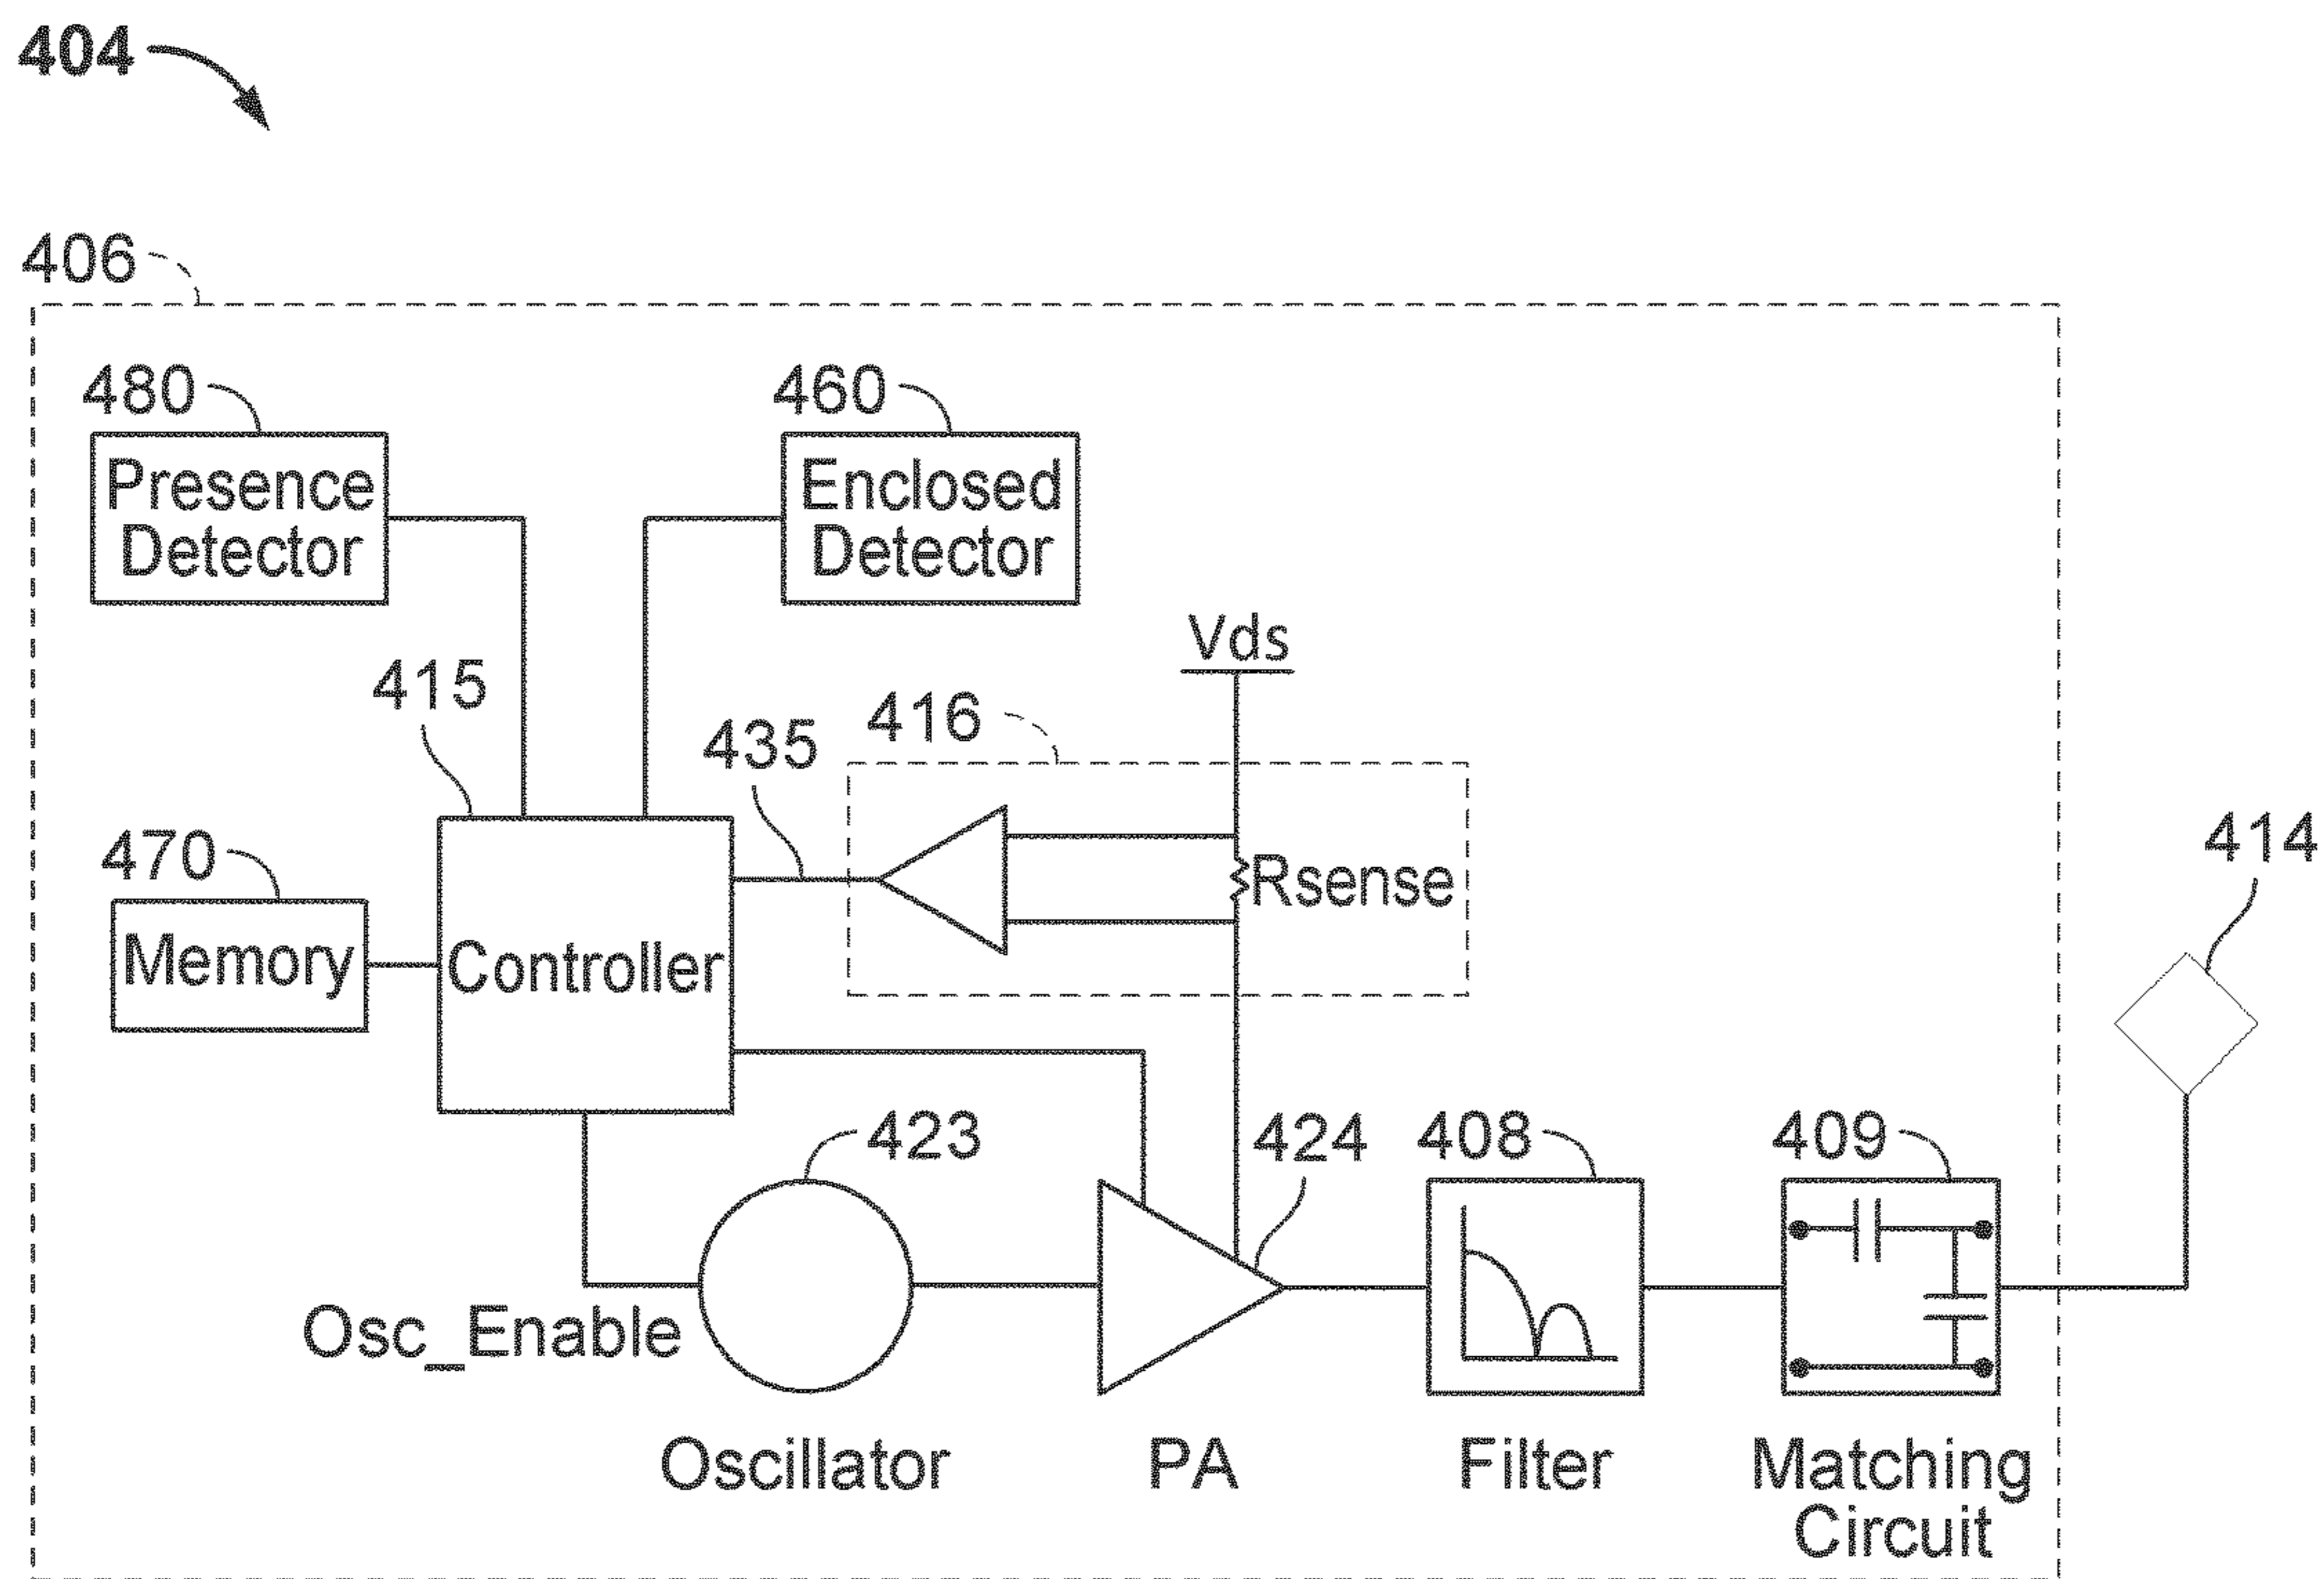 404
406
480
460
Presence
Detector
Enclosed
Detector
Vds
415
416
435
470
414
Rsense
Memory
Controller
423
424
408
409
Osc_Enable
Oscillator
PA
Filter
Matching
Circuit